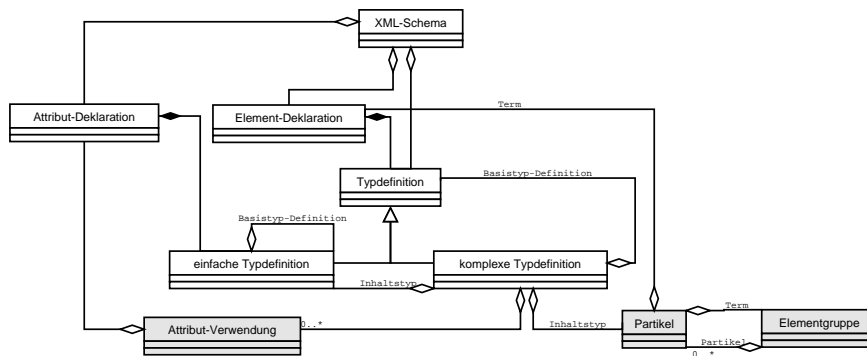 XML-Schema
Attribut-Deklaration
Element-Deklaration
Term
Typdefinition
Basistyp-Definition
Basistyp-Definition
einfache Typdefinition
komplexe Typdefinition
Inhaltstyp
Attribut-Verwendung
0..*
Inhaltstyp
Partikel
Term
Elementgruppe
Partikel
0..*